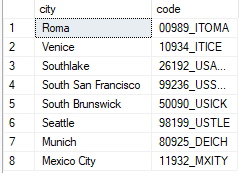 city code
1 Roma 00989_ITOMA
2 Venice 10934_ITICE
3 Southlake 26192_USA...
4 South San Francisco 99236_USS...
5 South Brunswick 50090_USICK
6 Seattle 98199_USTLE
7 Munich 80925_DEICH
8 Mexico City 11932_MXITY